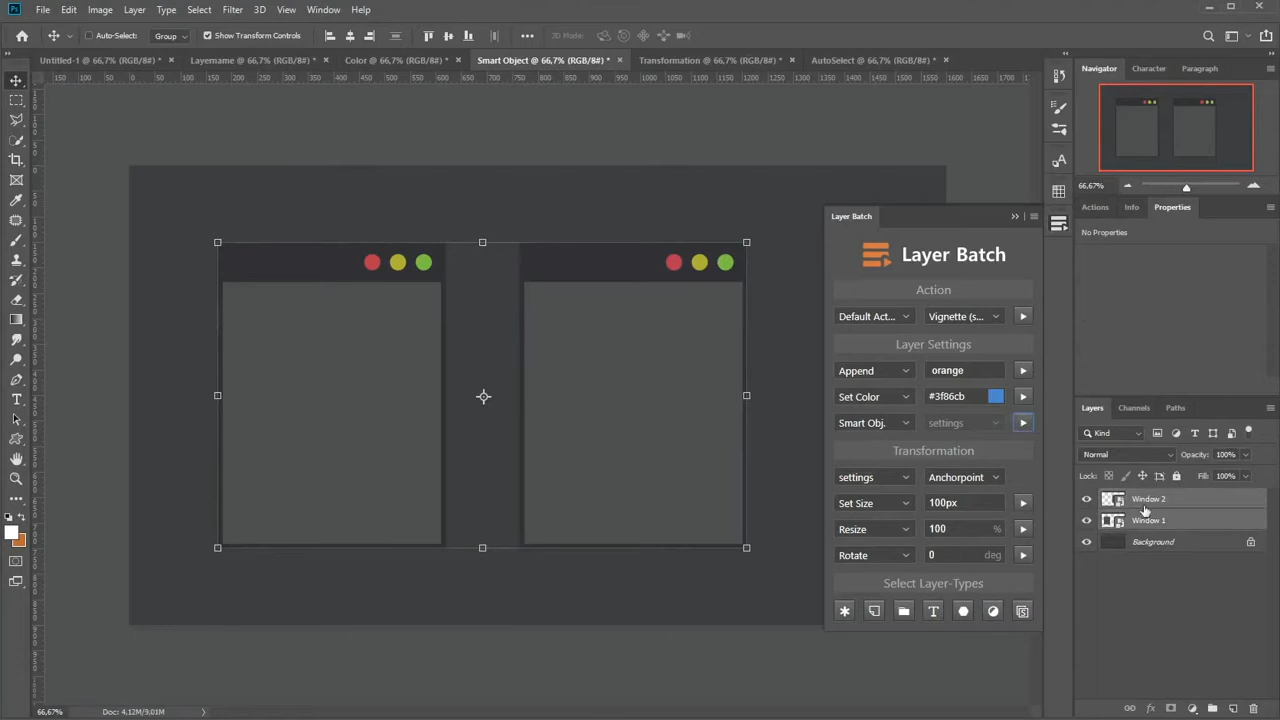 Ps File Edit Image Layer Type Select Filter 3D View Window Help
Auto-Select: Group Show Transform Controls 3D Mode:
Untitled-1 @ 66,7% (RGB/8#) * Layername @ 66,7% (RGB/8#) * Color @ 66,7% (RGB/8#) * Smart Object @ 66,7% (RGB/8#) * Transformation @ 66,7% (RGB/8#) * AutoSelect @ 66,7% (RGB/8#) *
Navigator Character Paragraph
66,67%
Actions Info Properties
No Properties
Layer Batch
Layer Batch
Action
Default Act... Vignette (s...
Layer Settings
Append orange
Set Color #3f86cb
Smart Obj. settings
Transformation
settings Anchorpoint
Set Size 100px
Resize 100 %
Rotate 0 deg
Select Layer-Types
Layers Channels Paths
Kind
Normal Opacity: 100%
Lock: Fill: 100%
Window 2
Window 1
Background
66,67% Doc: 4,12M/9,01M